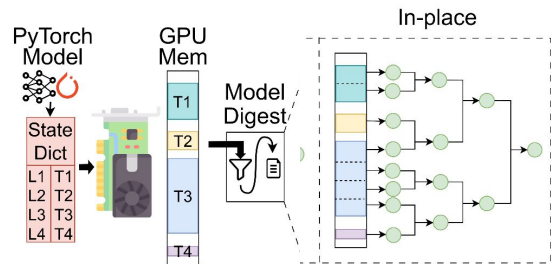 PyTorch
Model
State
Dict
L1 T1
L2 T2
L3 T3
L4 T4
GPU
Mem
T1
T2
T3
T4
Model
Digest
In-place